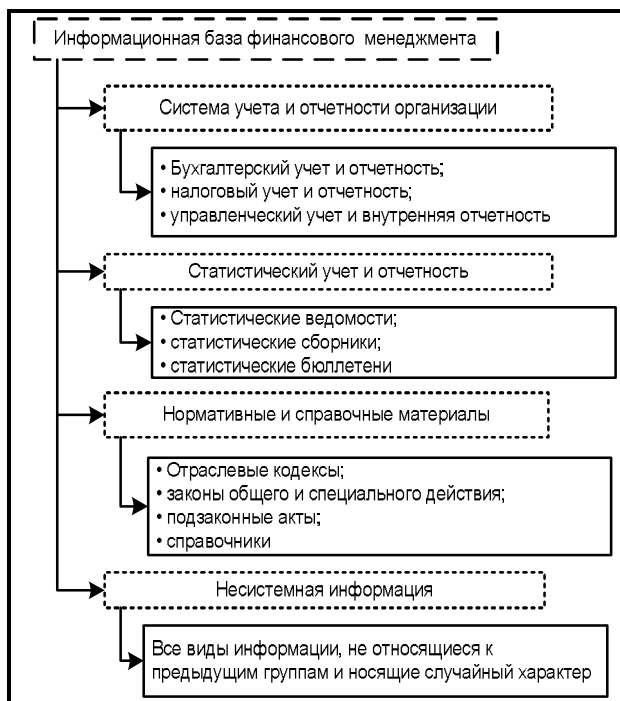 Информационная база финансового менеджмента
Система учета и отчетности организации
• Бухгалтерский учет и отчетность;
• налоговый учет и отчетность;
• управленческий учет и внутренняя отчетность
Статистический учет и отчетность
• Статистические ведомости;
• статистические сборники;
• статистические бюллетени
Нормативные и справочные материалы
• Отраслевые кодексы;
• законы общего и специального действия;
• подзаконные акты;
• справочники
Несистемная информация
Все виды информации, не относящиеся к
предыдущим группам и носящие случайный характер